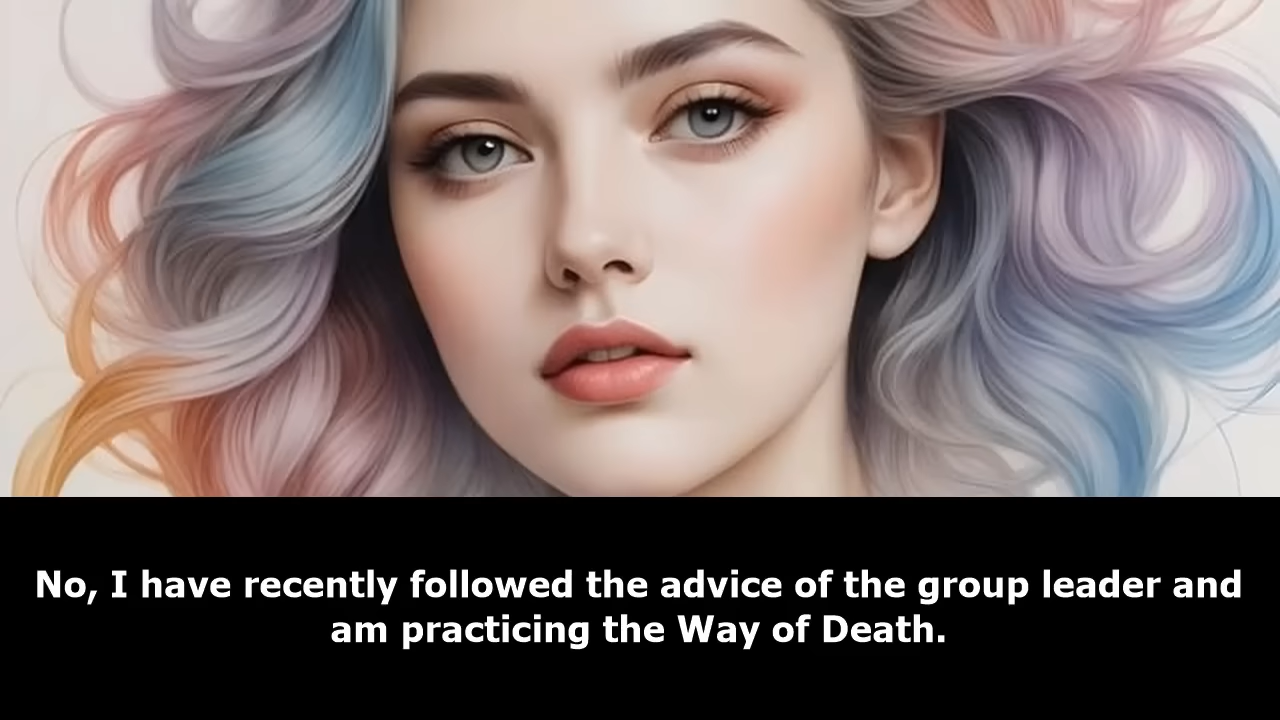 No, I have recently followed the advice of the group leader and
am practicing the Way of Death.